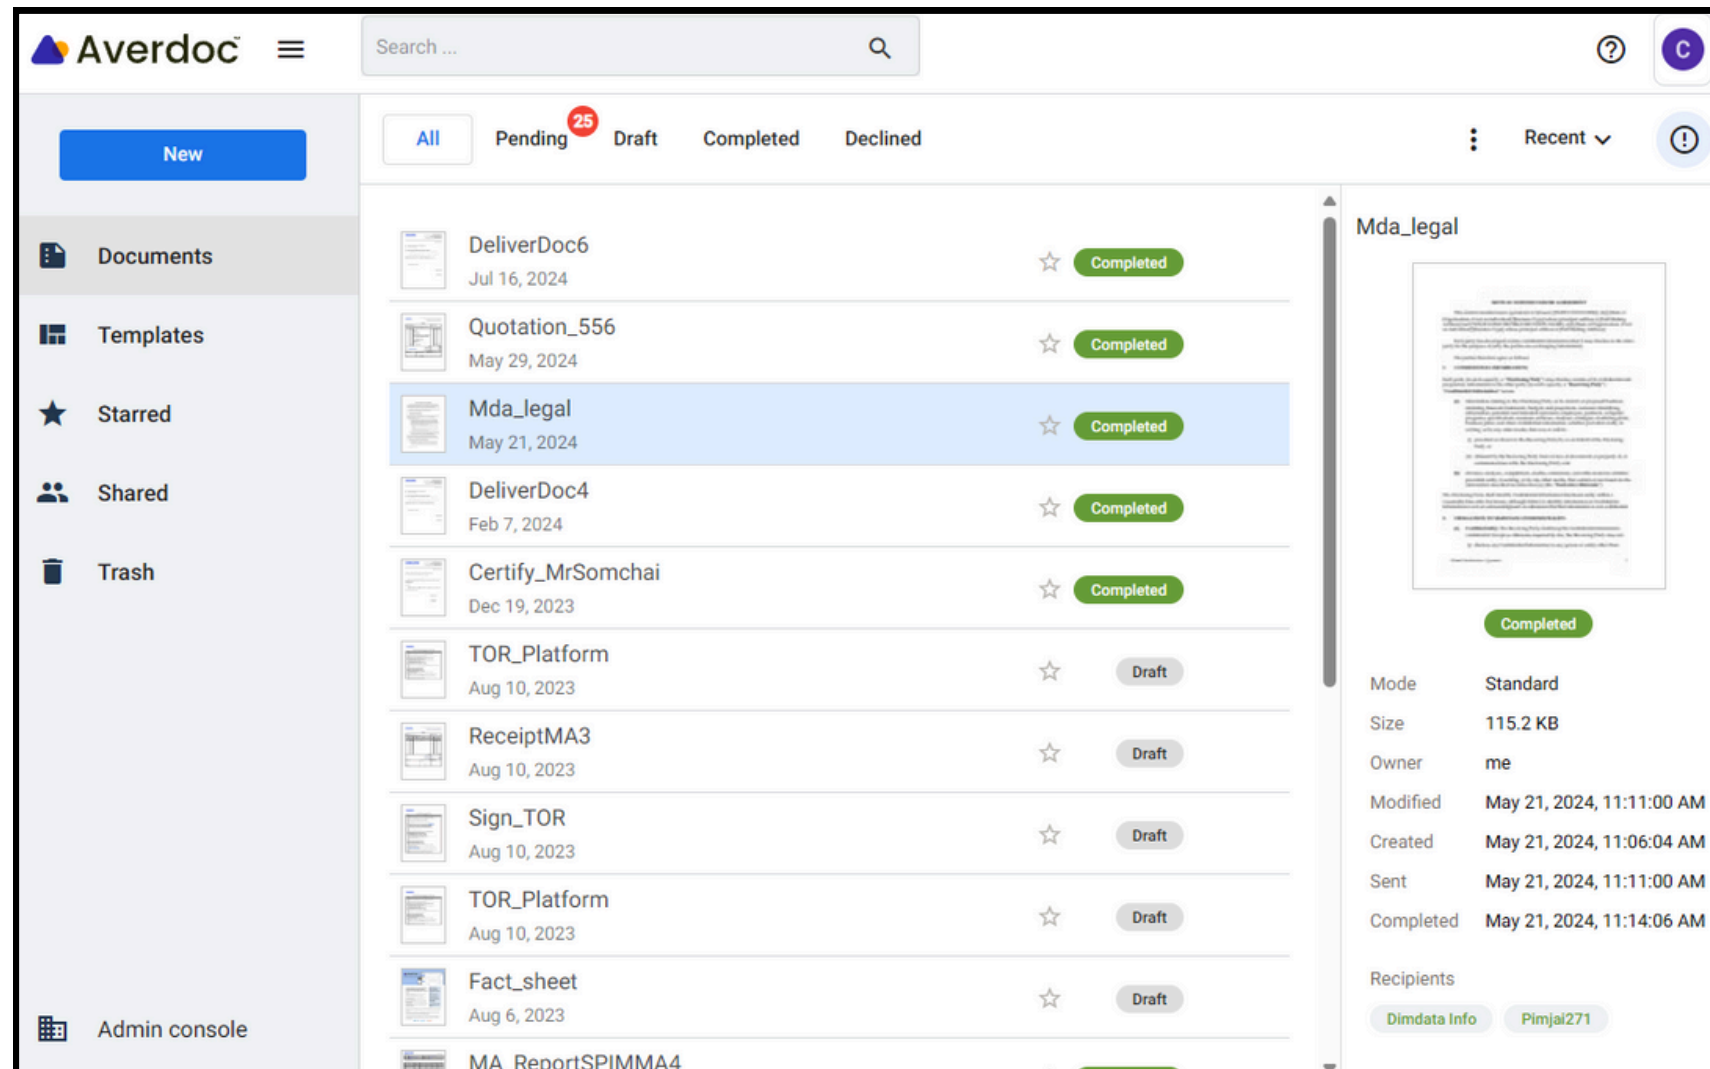 Averdoc™
Search ...
C
New
All
Pending
25
Draft
Completed
Declined
Recent
Documents
Templates
Starred
Shared
Trash
Admin console
DeliverDoc6
Jul 16, 2024
Completed
Quotation_556
May 29, 2024
Completed
Mda_legal
May 21, 2024
Completed
DeliverDoc4
Feb 7, 2024
Completed
Certify_MrSomchai
Dec 19, 2023
Completed
TOR_Platform
Aug 10, 2023
Draft
ReceiptMA3
Aug 10, 2023
Draft
Sign_TOR
Aug 10, 2023
Draft
TOR_Platform
Aug 10, 2023
Draft
Fact_sheet
Aug 6, 2023
Draft
MA_ReportSPIMMA4
Mda_legal
Completed
Mode Standard
Size 115.2 KB
Owner me
Modified May 21, 2024, 11:11:00 AM
Created May 21, 2024, 11:06:04 AM
Sent May 21, 2024, 11:11:00 AM
Completed May 21, 2024, 11:14:06 AM
Recipients
Dimdata Info Pimjai271